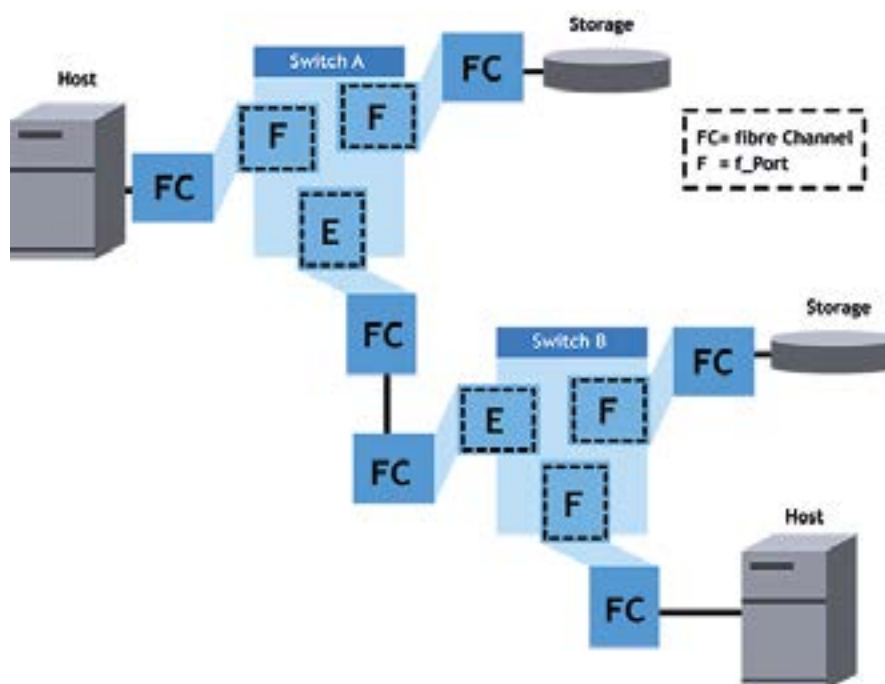 Storage
Switch A
FC
Host
F
F
FC= fibre Channel
F = f_Port
FC
E
Storage
FC
Switch B
FC
E
F
FC
F
Host
FC